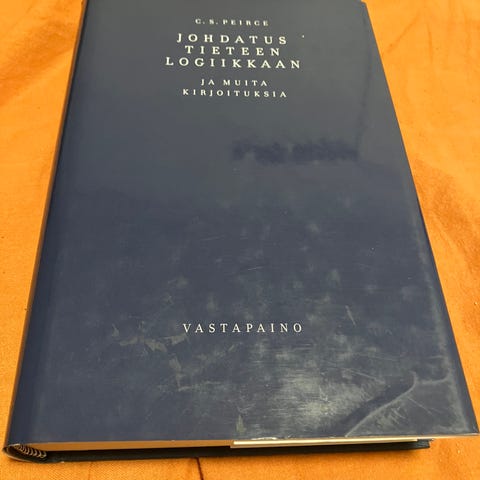 C. S. PEIRCE
JOHDATUS
TIETEEN
LOGIIKKAAN
JA MUITA
KIRJOITUKSIA
VASTAPAINO